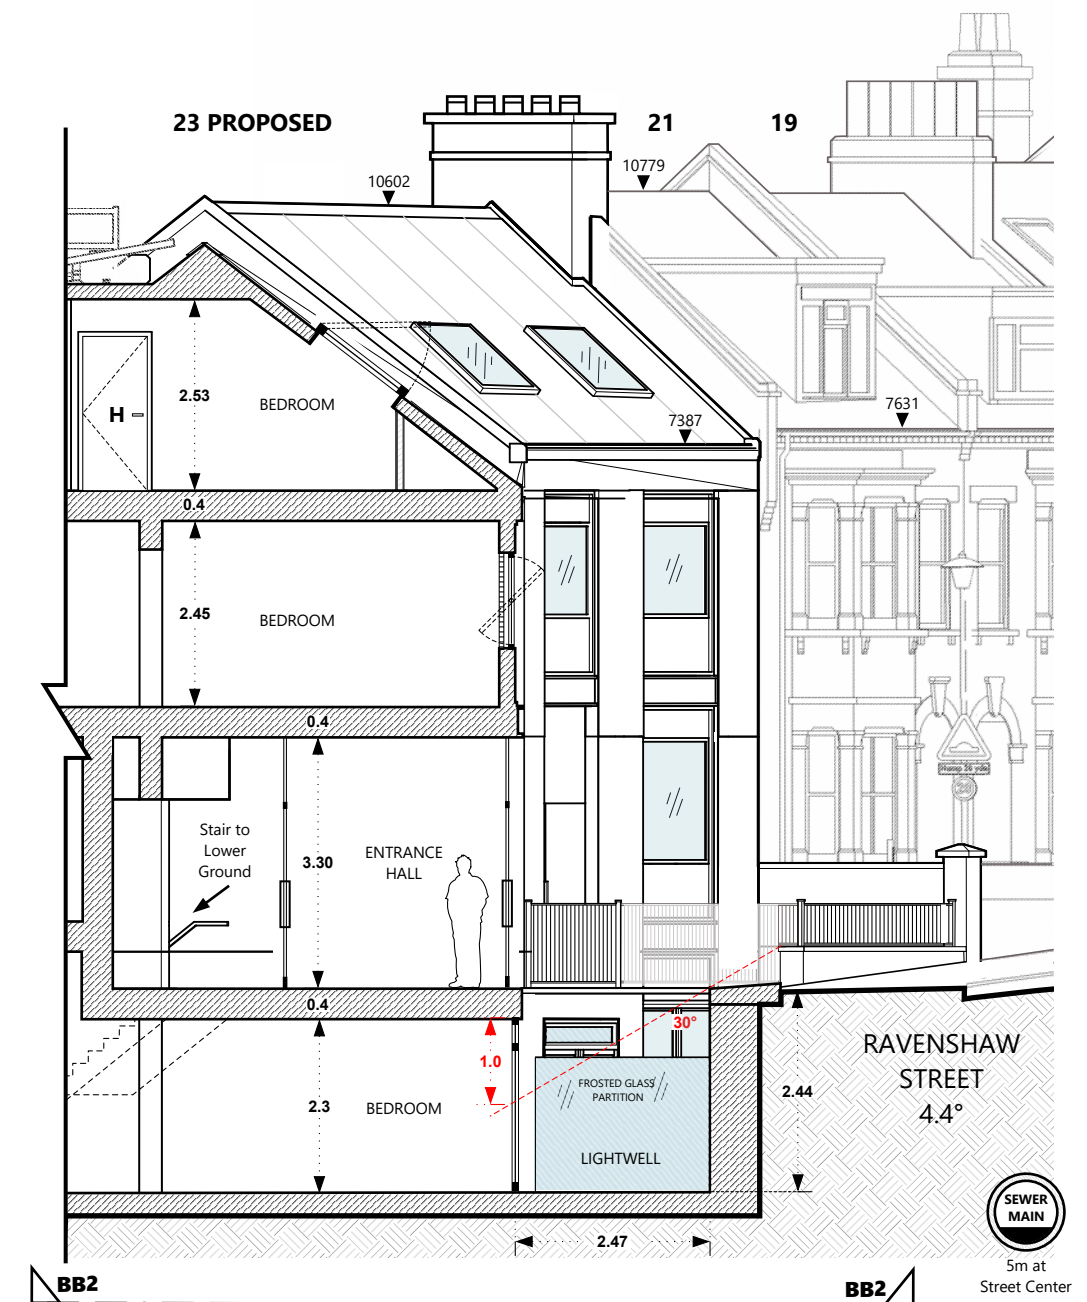 23 PROPOSED
21
19
10602
10779
7387
7631
2.53
BEDROOM
H
0.4
2.45
BEDROOM
0.4
Stair to
Lower
Ground
3.30
ENTRANCE
HALL
0.4
1.0
30°
FROSTED GLASS
PARTITION
2.3
BEDROOM
LIGHTWELL
2.44
RAVENSHAW
STREET
4.4°
2.47
SEWER
MAIN
5m at
Street Center
BB2
BB2
20